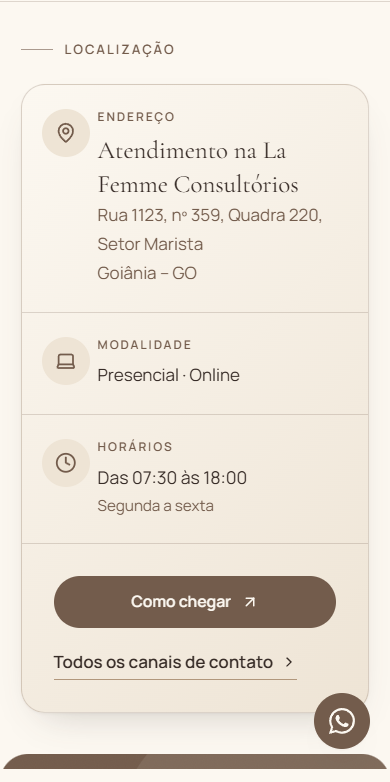 LOCALIZAÇÃO
ENDEREÇO
Atendimento na La
Femme Consultórios
Rua 1123, nº 359, Quadra 220,
Setor Marista
Goiânia – GO
MODALIDADE
Presencial · Online
HORÁRIOS
Das 07:30 às 18:00
Segunda a sexta
Como chegar
Todos os canais de contato